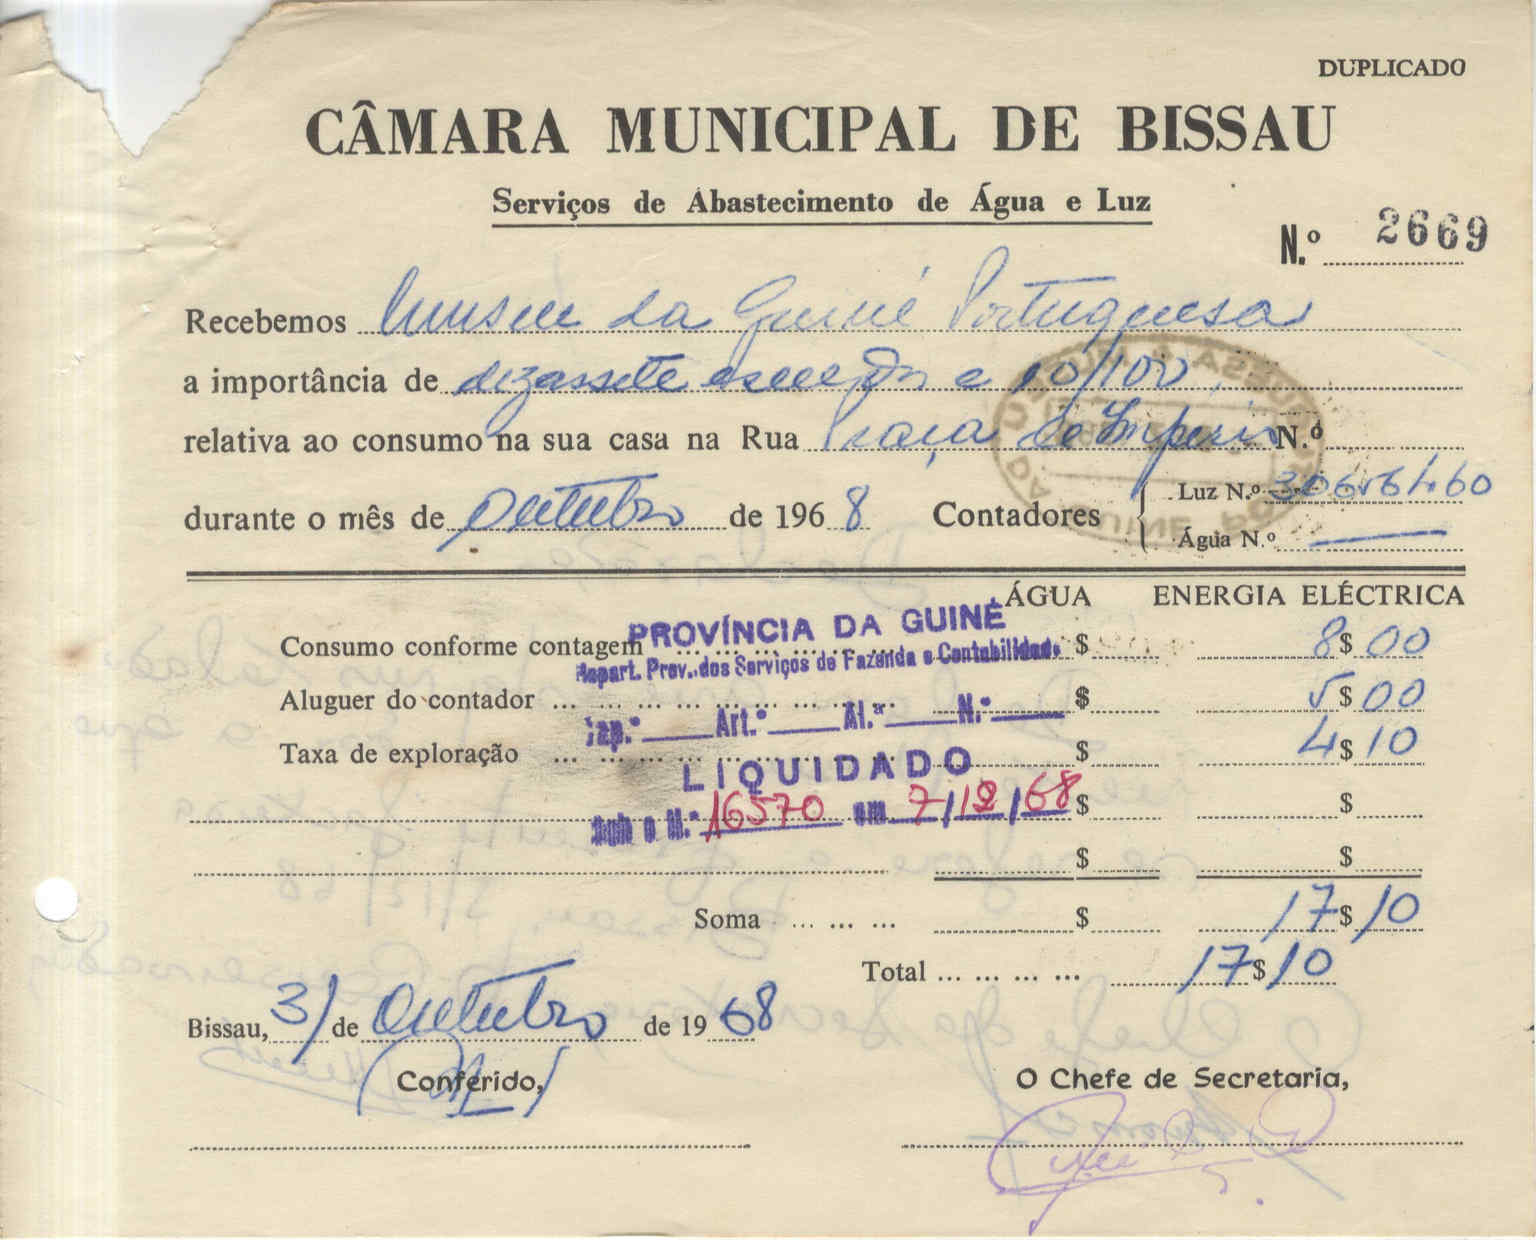 DUPLICADO
CÂMARA MUNICIPAL DE BISSAU
Serviços de Abastecimento de Água e Luz
N.º 2669
Recebemos Museu da Guiné Portuguesa
a importância de dezassete escudos e 10/100
relativa ao consumo na sua casa na Rua Praça do Império N.º
durante o mês de Outubro de 1968 Contadores
Luz N.º
Água N.º
ÁGUA ENERGIA ELÉCTRICA
Consumo conforme contagem $ 8$00
Aluguer do contador $ 5$00
Taxa de exploração $ 4$10
$ $
$ $
PROVÍNCIA DA GUINÉ
Repart. Prov. dos Serviços de Fazenda e Contabilidade
Cap.º Art.º Al.ª N.º
LIQUIDADO
Sob o N.º 16570 em 7/12/68
Soma $ 17$10
Total 17$10
Bissau, 31 de Outubro de 1968
Conferido,
O Chefe de Secretaria,